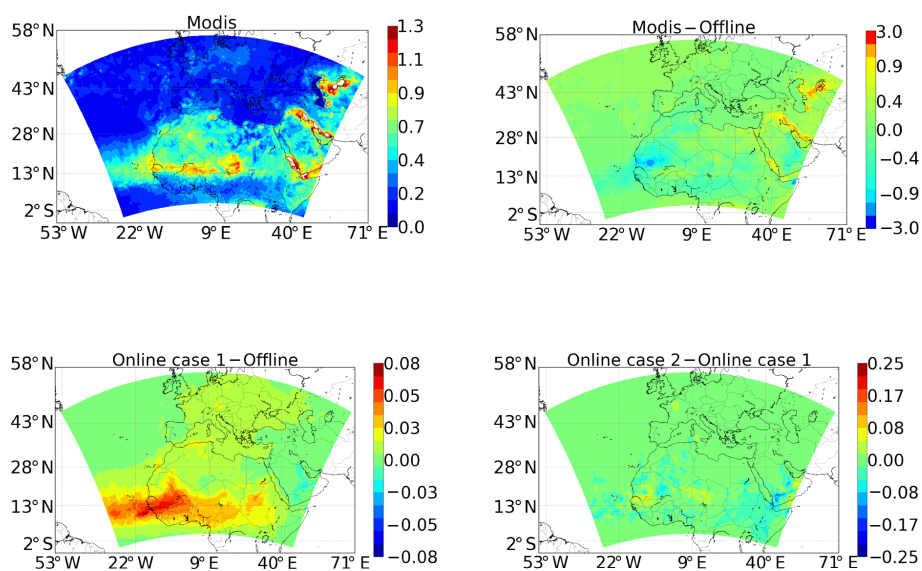 Modis
58°N
43°N
28°N
13°N
2°S
53°W 22°W 9°E 40°E 71°E
1.3
1.1
0.9
0.7
0.4
0.2
0.0
Modis−Offline
58°N
43°N
28°N
13°N
2°S
53°W 22°W 9°E 40°E 71°E
3.0
0.9
0.4
0.0
−0.4
−0.9
−3.0
Online case 1−Offline
58°N
43°N
28°N
13°N
2°S
53°W 22°W 9°E 40°E 71°E
0.08
0.05
0.03
0.00
−0.03
−0.05
−0.08
Online case 2−Online case 1
58°N
43°N
28°N
13°N
2°S
53°W 22°W 9°E 40°E 71°E
0.25
0.17
0.08
0.00
−0.08
−0.17
−0.25